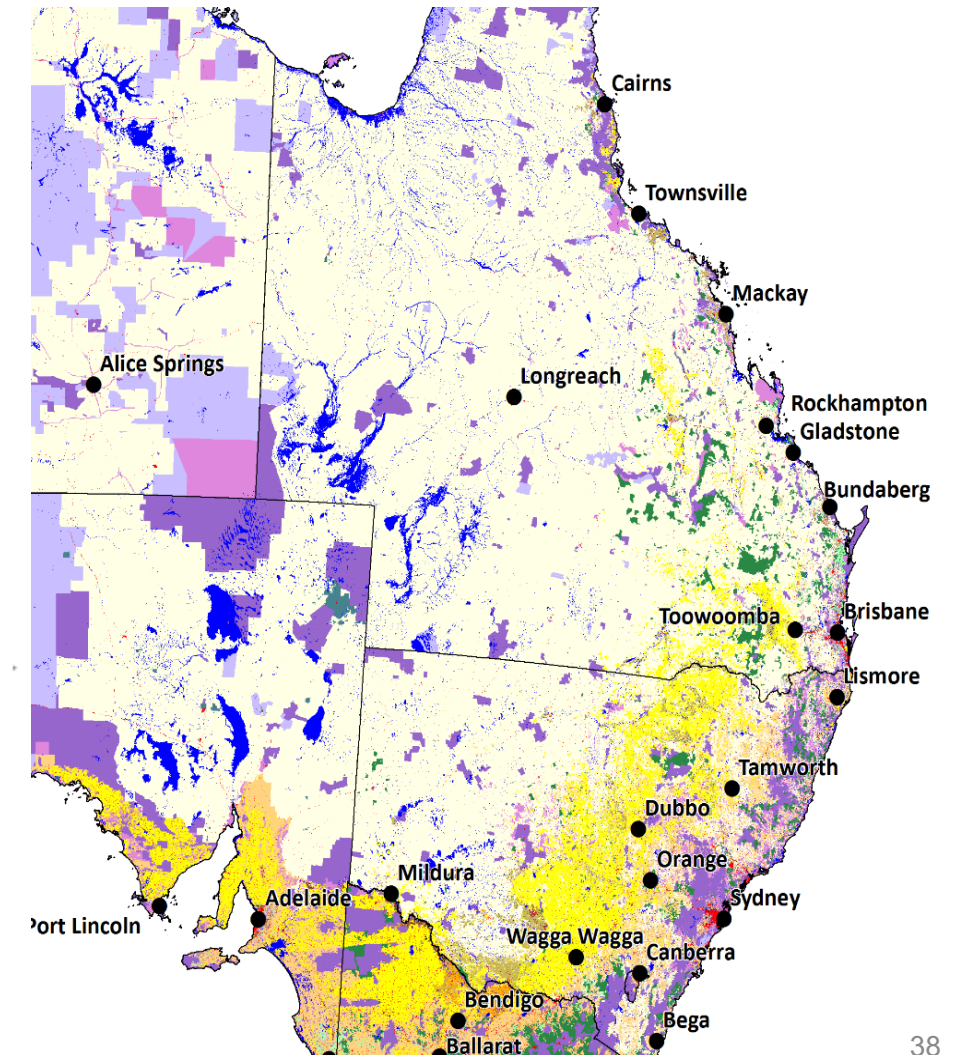 Cairns
Townsville
Mackay
Alice Springs
Longreach
Rockhampton
Gladstone
Bundaberg
Toowoomba
Brisbane
Lismore
Tamworth
Dubbo
Orange
Mildura
Adelaide
Sydney
Port Lincoln
Wagga Wagga
Canberra
Bendigo
Bega
Ballarat
38